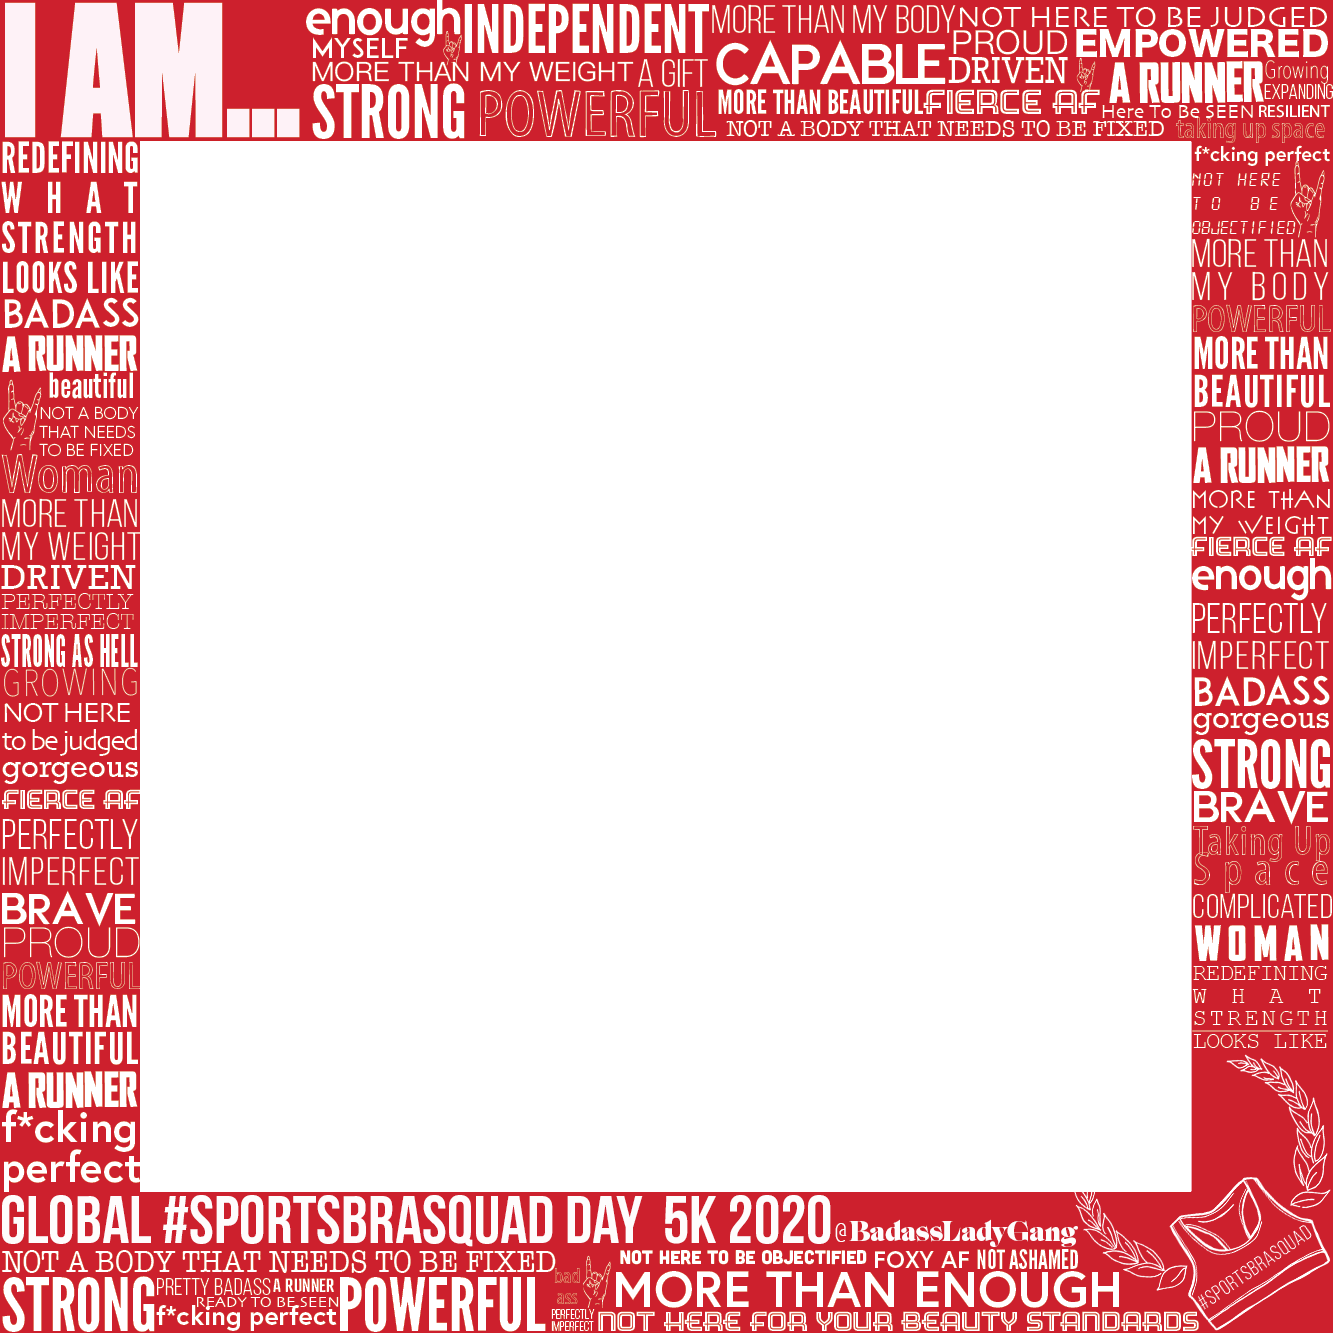 I AM...
enough
MYSELF
MORE THAN MY WEIGHT
STRONG
INDEPENDENT
A GIFT
POWERFUL
MORE THAN MY BODY
CAPABLE
MORE THAN BEAUTIFUL
NOT A BODY THAT NEEDS TO BE FIXED
NOT HERE TO BE JUDGED
PROUD
EMPOWERED
DRIVEN
FIERCE AF
A RUNNER
Growing
EXPANDING
Here To Be SEEN
RESILIENT
taking up space
REDEFINING
WHAT
STRENGTH
LOOKS LIKE
BADASS
A RUNNER
beautiful
NOT A BODY
THAT NEEDS
TO BE FIXED
Woman
MORE THAN
MY WEIGHT
DRIVEN
PERFECTLY
IMPERFECT
STRONG AS HELL
GROWING
NOT HERE
to be judged
gorgeous
FIERCE AF
PERFECTLY
IMPERFECT
BRAVE
PROUD
POWERFUL
MORE THAN
BEAUTIFUL
A RUNNER
f*cking
perfect
f*cking perfect
NOT HERE
TO BE
OBJECTIFIED
MORE THAN
MY BODY
POWERFUL
MORE THAN
BEAUTIFUL
PROUD
A RUNNER
MORE THAN
MY WEIGHT
FIERCE AF
enough
PERFECTLY
IMPERFECT
BADASS
gorgeous
STRONG
BRAVE
Taking Up
Space
COMPLICATED
WOMAN
REDEFINING
WHAT
STRENGTH
LOOKS LIKE
#SPORTSBRASQUAD
GLOBAL #SPORTSBRASQUAD DAY 5K 2020
@BadassLadyGang
NOT A BODY THAT NEEDS TO BE FIXED
NOT HERE TO BE OBJECTIFIED
FOXY AF
NOT ASHAMED
STRONG
PRETTY BADASS
A RUNNER
READY TO BE SEEN
f*cking perfect
POWERFUL
bad
ass
PERFECTLY
IMPERFECT
MORE THAN ENOUGH
NOT HERE FOR YOUR BEAUTY STANDARDS